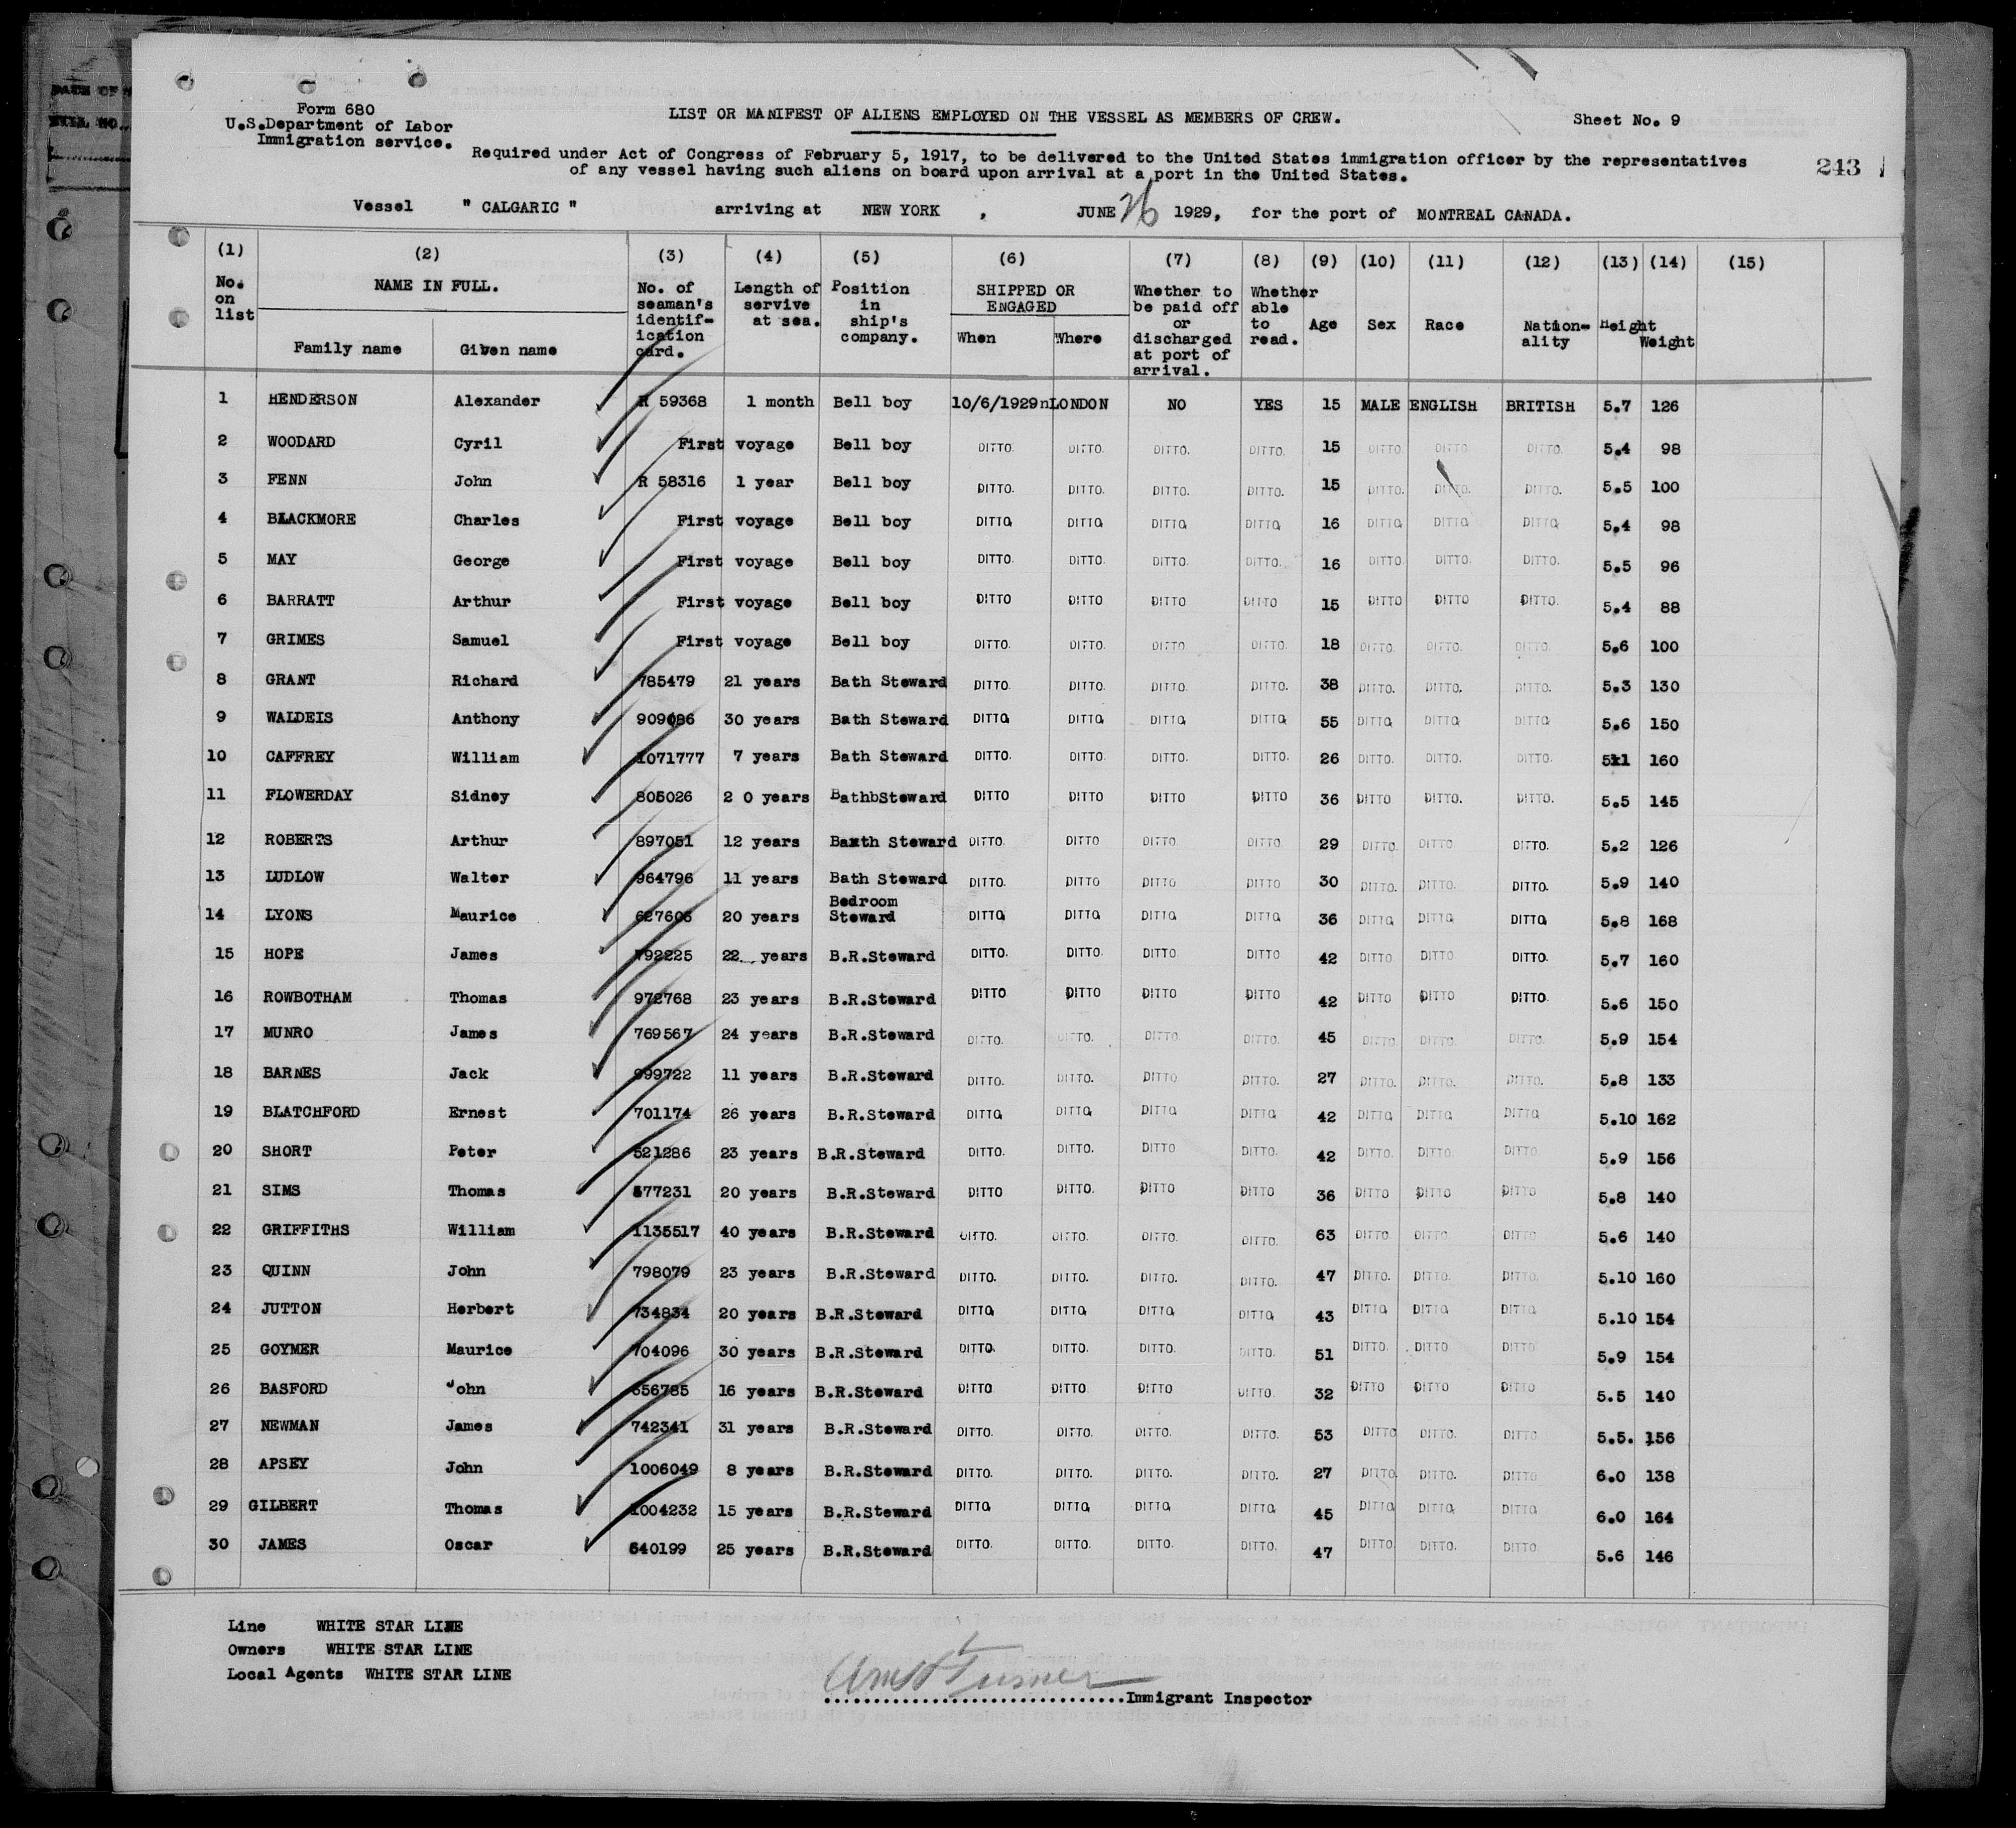 Form 680
U.S.Department of Labor
Immigration service.
LIST OR MANIFEST OF ALIENS EMPLOYED ON THE VESSEL AS MEMBERS OF CREW.
Sheet No. 9
Required under Act of Congress of February 5, 1917, to be delivered to the United States immigration officer by the representatives
of any vessel having such aliens on board upon arrival at a port in the United States.
243
Vessel " CALGARIC " arriving at NEW YORK , JUNE 26 1929, for the port of MONTREAL CANADA.
(1) (2) (3) (4) (5) (6) (7) (8) (9) (10) (11) (12) (13) (14) (15)
No. on list NAME IN FULL. Family name Given name No. of seaman's identif-ication card. Length of servive at sea. Position in ship's company. SHIPPED OR ENGAGED When Where Whether to be paid off or discharged at port of arrival. Whether able to read. Age Sex Race Nation-ality Height Weight
1 HENDERSON Alexander R 59368 1 month Bell boy 10/6/1929n LONDON NO YES 15 MALE ENGLISH BRITISH 5.7 126
2 WOODARD Cyril First voyage Bell boy DITTO. DITTO. DITTO. DITTO. 15 DITTO. DITTO. DITTO. 5.4 98
3 FENN John R 58316 1 year Bell boy DITTO. DITTO. DITTO. DITTO. 15 DITTO. DITTO. DITTO. 5.5 100
4 BLACKMORE Charles First voyage Bell boy DITTO DITTO DITTO DITTO 16 DITTO DITTO DITTO 5.4 98
5 MAY George First voyage Bell boy DITTO. DITTO. DITTO. DITTO. 16 DITTO. DITTO. DITTO. 5.5 96
6 BARRATT Arthur First voyage Bell boy DITTO DITTO DITTO DITTO 15 DITTO DITTO DITTO. 5.4 88
7 GRIMES Samuel First voyage Bell boy DITTO. DITTO. DITTO. DITTO. 18 DITTO. DITTO. DITTO. 5.6 100
8 GRANT Richard 785479 21 years Bath Steward DITTO. DITTO. DITTO. DITTO. 38 DITTO. DITTO. DITTO. 5.3 130
9 WALDEIS Anthony 909086 30 years Bath Steward DITTO DITTO DITTO DITTO 55 DITTO DITTO DITTO 5.6 150
10 CAFFREY William 1071777 7 years Bath Steward DITTO. DITTO. DITTO. DITTO. 26 DITTO. DITTO. DITTO. 5x1 160
11 FLOWERDAY Sidney 805026 2 0 years BathbSteward DITTO DITTO DITTO DITTO 36 DITTO DITTO. DITTO. 5.5 145
12 ROBERTS Arthur 897051 12 years Baxth Steward DITTO. DITTO DITTO DITTO 29 DITTO. DITTO DITTO. 5.2 126
13 LUDLOW Walter 964796 11 years Bath Steward DITTO. DITTO DITTO DITTO 30 DITTO. DITTO. DITTO. 5.9 140
14 LYONS Maurice 627605 20 years Bedroom Steward DITTO DITTO DITTO DITTO 36 DITTO DITTO DITTO 5.8 168
15 HOPE James 792225 22 years B.R.Steward DITTO. DITTO. DITTO DITTO 42 DITTO. DITTO DITTO. 5.7 160
16 ROWBOTHAM Thomas 972768 23 years B.R.Steward DITTO DITTO DITTO DITTO 42 DITTO DITTO DITTO. 5.6 150
17 MUNRO James 769567 24 years B.R.Steward DITTO. DITTO. DITTO DITTO. 45 DITTO. DITTO. DITTO. 5.9 154
18 BARNES Jack 999722 11 years B.R.Steward DITTO. DITTO. DITTO DITTO. 27 DITTO. DITTO. DITTO. 5.8 133
19 BLATCHFORD Ernest 701174 26 years B.R.Steward DITTO DITTO DITTO DITTO 42 DITTO DITTO DITTO 5.10 162
20 SHORT Peter 521286 23 years B.R.Steward DITTO. DITTO. DITTO DITTO. 42 DITTO. DITTO. DITTO 5.9 156
21 SIMS Thomas 577231 20 years B.R.Steward DITTO DITTO. DITTO DITTO 36 DITTO DITTO DITTO 5.8 140
22 GRIFFITHS William 1135517 40 years B.R.Steward DITTO. DITTO. DITTO. DITTO. 63 DITTO DITTO DITTO 5.6 140
23 QUINN John 798079 23 years B.R.Steward DITTO. DITTO. DITTO. DITTO. 47 DITTO. DITTO. DITTO. 5.10 160
24 JUTTON Herbert 734834 20 years B.R.Steward DITTO DITTO DITTO DITTO 43 DITTO DITTO DITTO 5.10 154
25 GOYMER Maurice 704096 30 years B.R.Steward DITTO. DITTO. DITTO. DITTO. 51 DITTO. DITTO DITTO 5.9 154
26 BASFORD John 656785 16 years B.R.Steward DITTO DITTO. DITTO DITTO. 32 DITTO DITTO DITTO 5.5 140
27 NEWMAN James 742341 31 years B.R.Steward DITTO. DITTO. DITTO. DITTO. 53 DITTO DITTO. DITTO 5.5. 156
28 APSEY John 1006049 8 years B.R.Steward DITTO. DITTO. DITTO. DITTO. 27 DITTO DITTO. DITTO 6.0 138
29 GILBERT Thomas 1004232 15 years B.R.Steward DITTO DITTO DITTO DITTO 45 DITTO DITTO DITTO 6.0 164
30 JAMES Oscar 540199 25 years B.R.Steward DITTO. DITTO. DITTO. DITTO. 47 DITTO DITTO. DITTO 5.6 146
Line WHITE STAR LINE
Owners WHITE STAR LINE
Local Agents WHITE STAR LINE
Turner
Immigrant Inspector